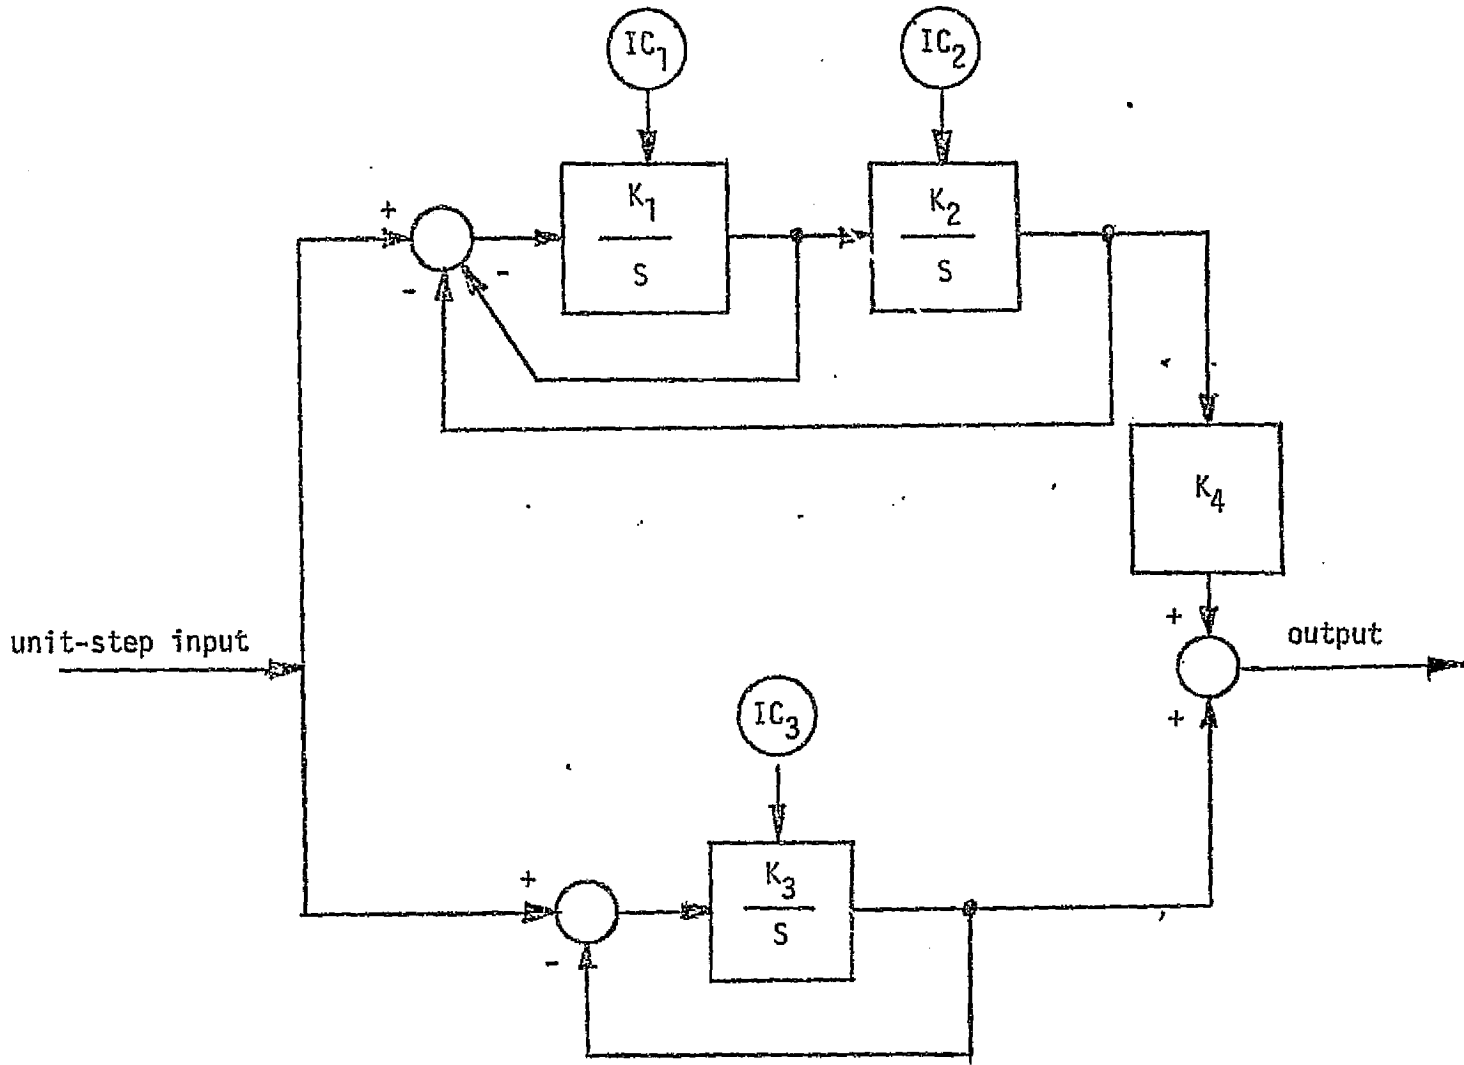 IC₁
IC₂
+
-
-
K₁
S
K₂
S
K₄
+
unit-step input
output
+
IC₃
+
-
K₃
S